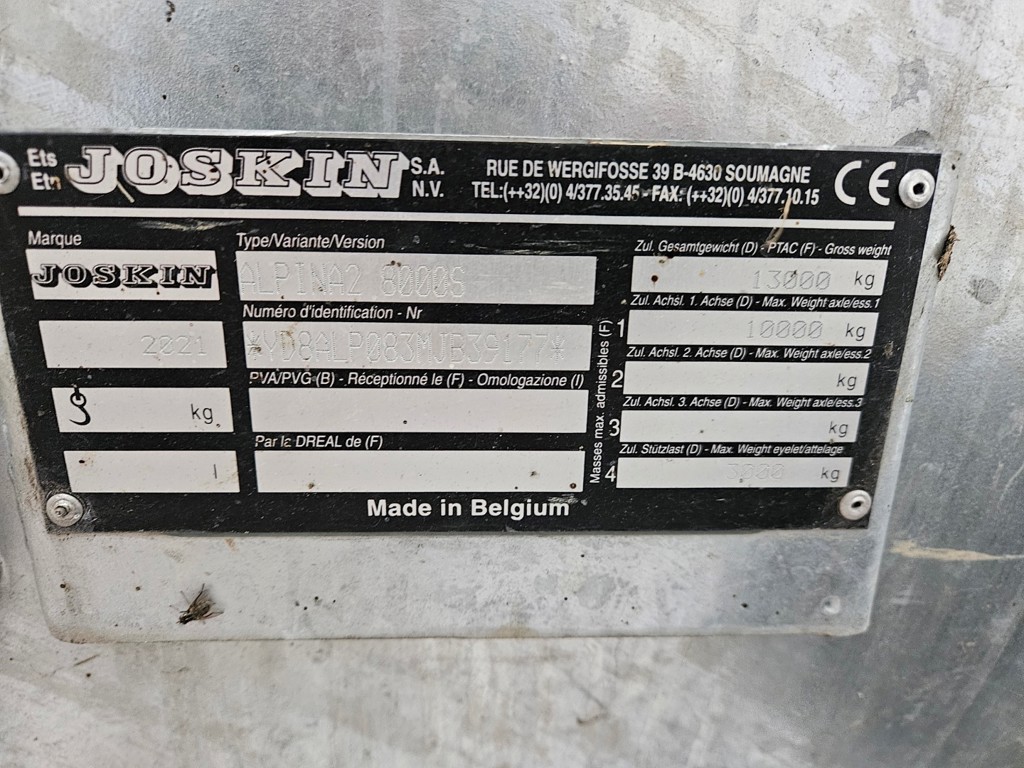 Ets JOSKIN S.A.
Etn N.V.
RUE DE WERGIFOSSE 39 B-4630 SOUMAGNE
TEL:(++32)(0) 4/377.35.45 - FAX: (++32)(0) 4/377.10.15
CE
Marque
JOSKIN
2021
kg
l
Type/Variante/Version
ALPINA2 8000S
Numéro d'identification - Nr
PVA/PVG (B) - Réceptionné le (F) - Omologazione (I)
Par la DREAL de (F)
Masses max. admissibles (F)
Zul. Gesamtgewicht (D) - PTAC (F) - Gross weight
13000 kg
Zul. Achsl. 1. Achse (D) - Max. Weight axle/ess.1
1 10000 kg
Zul. Achsl. 2. Achse (D) - Max. Weight axle/ess.2
2 kg
Zul. Achsl. 3. Achse (D) - Max. Weight axle/ess.3
3 kg
Zul. Stützlast (D) - Max. Weight eyelet/attelage
4 3000 kg
Made in Belgium